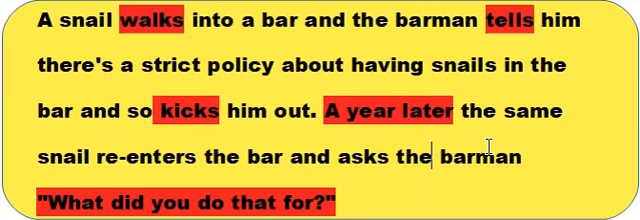 A snail walks into a bar and the barman tells him
there's a strict policy about having snails in the
bar and so kicks him out. A year later the same
snail re-enters the bar and asks the barman
"What did you do that for?"